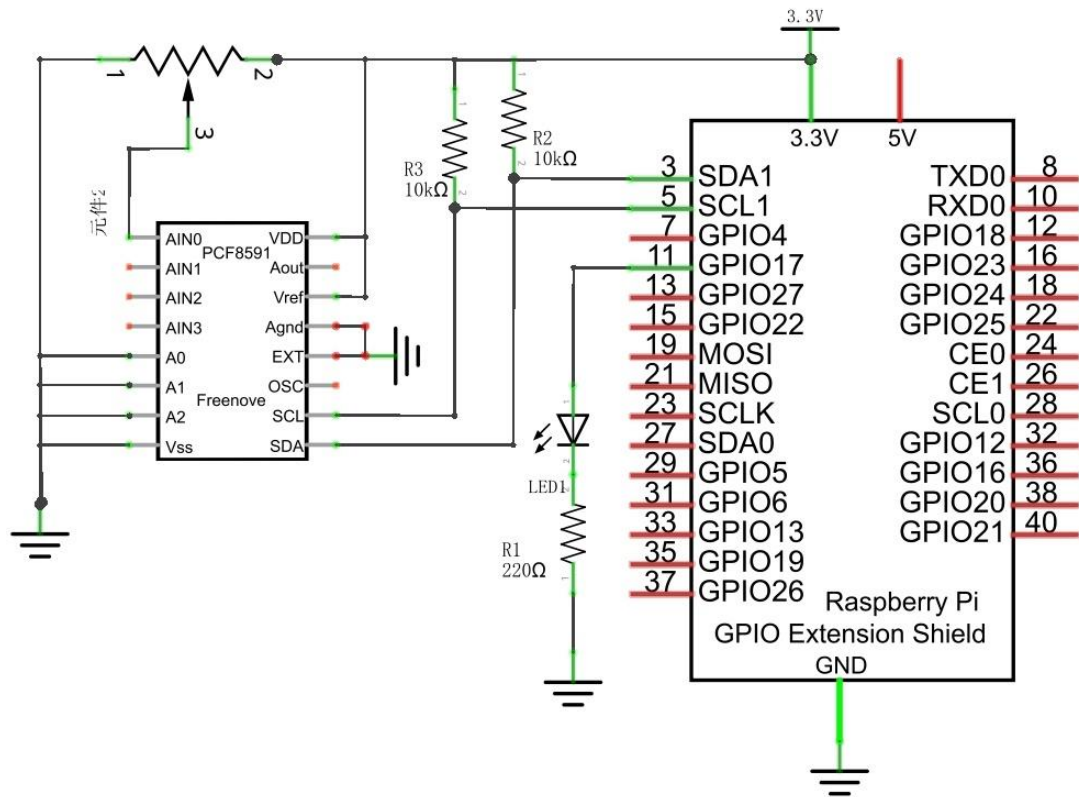 3.3V
1
2
3
R3
10kΩ
R2
10kΩ
元件2
PCF8591
AIN0
AIN1
AIN2
AIN3
A0
A1
A2
Vss
VDD
Aout
Vref
Agnd
EXT
OSC
SCL
SDA
Freenove
LED1
R1
220Ω
3.3V
5V
3 SDA1
5 SCL1
7 GPIO4
11 GPIO17
13 GPIO27
15 GPIO22
19 MOSI
21 MISO
23 SCLK
27 SDA0
29 GPIO5
31 GPIO6
33 GPIO13
35 GPIO19
37 GPIO26
TXD0 8
RXD0 10
GPIO18 12
GPIO23 16
GPIO24 18
GPIO25 22
CE0 24
CE1 26
SCL0 28
GPIO12 32
GPIO16 36
GPIO20 38
GPIO21 40
Raspberry Pi
GPIO Extension Shield
GND